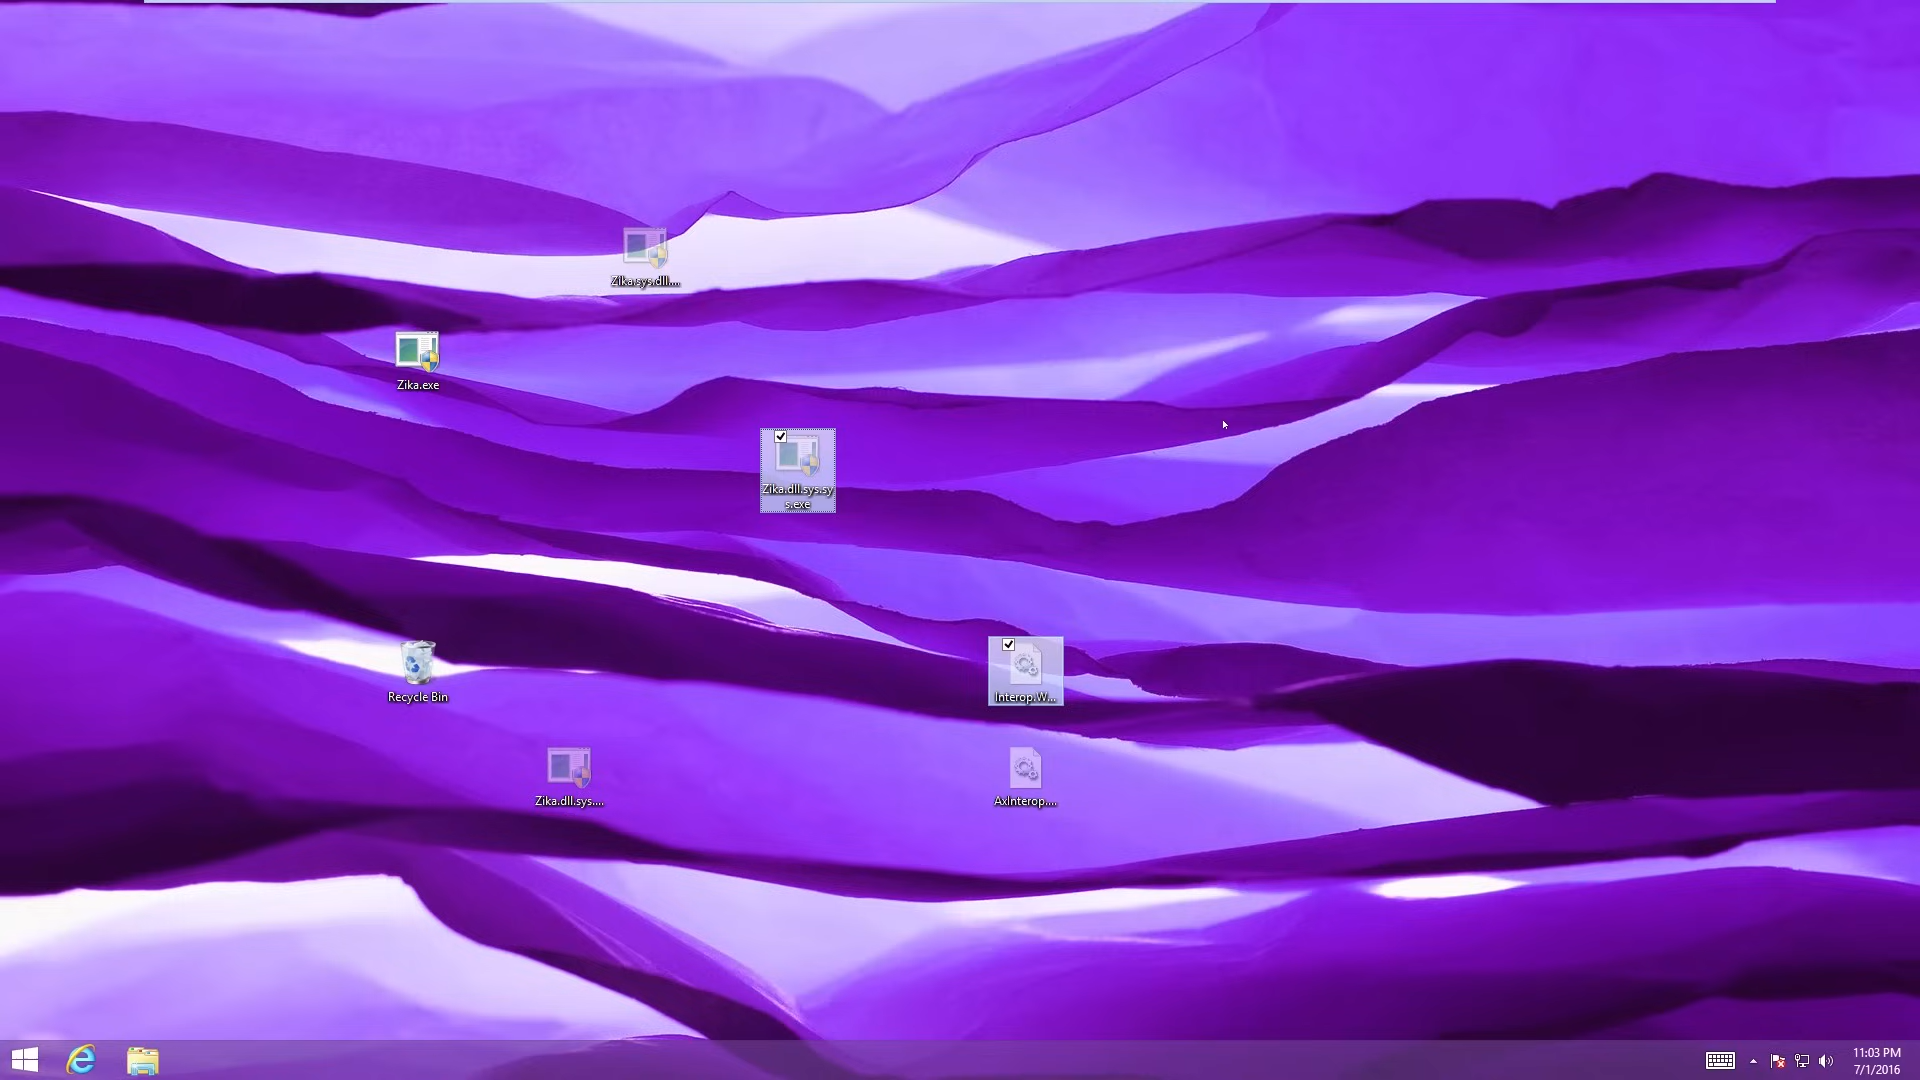 Zika.sys.dll....
Zika.exe
Zika.dll.sys.sy
s.exe
Recycle Bin
Interop.W...
Zika.dll.sys....
AxInterop....
11:03 PM
7/1/2016